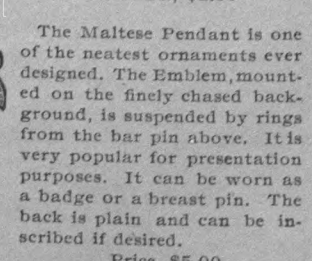 The Maltese Pendant is one
of the neatest ornaments ever
designed. The Emblem, mount-
ed on the finely chased back-
ground, is suspended by rings
from the bar pin above. It is
very popular for presentation
purposes. It can be worn as
a badge or a breast pin. The
back is plain and can be in-
scribed if desired.
Price, $5.00